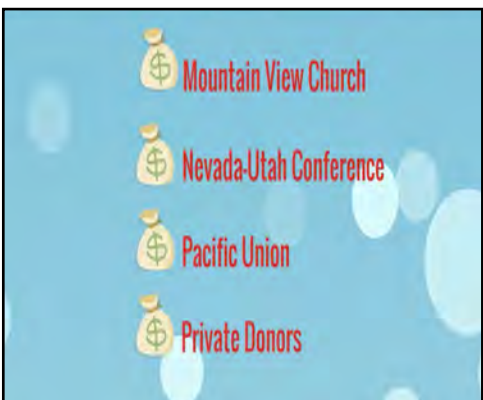 Mountain View Church
Nevada-Utah Conference
Pacific Union
Private Donors